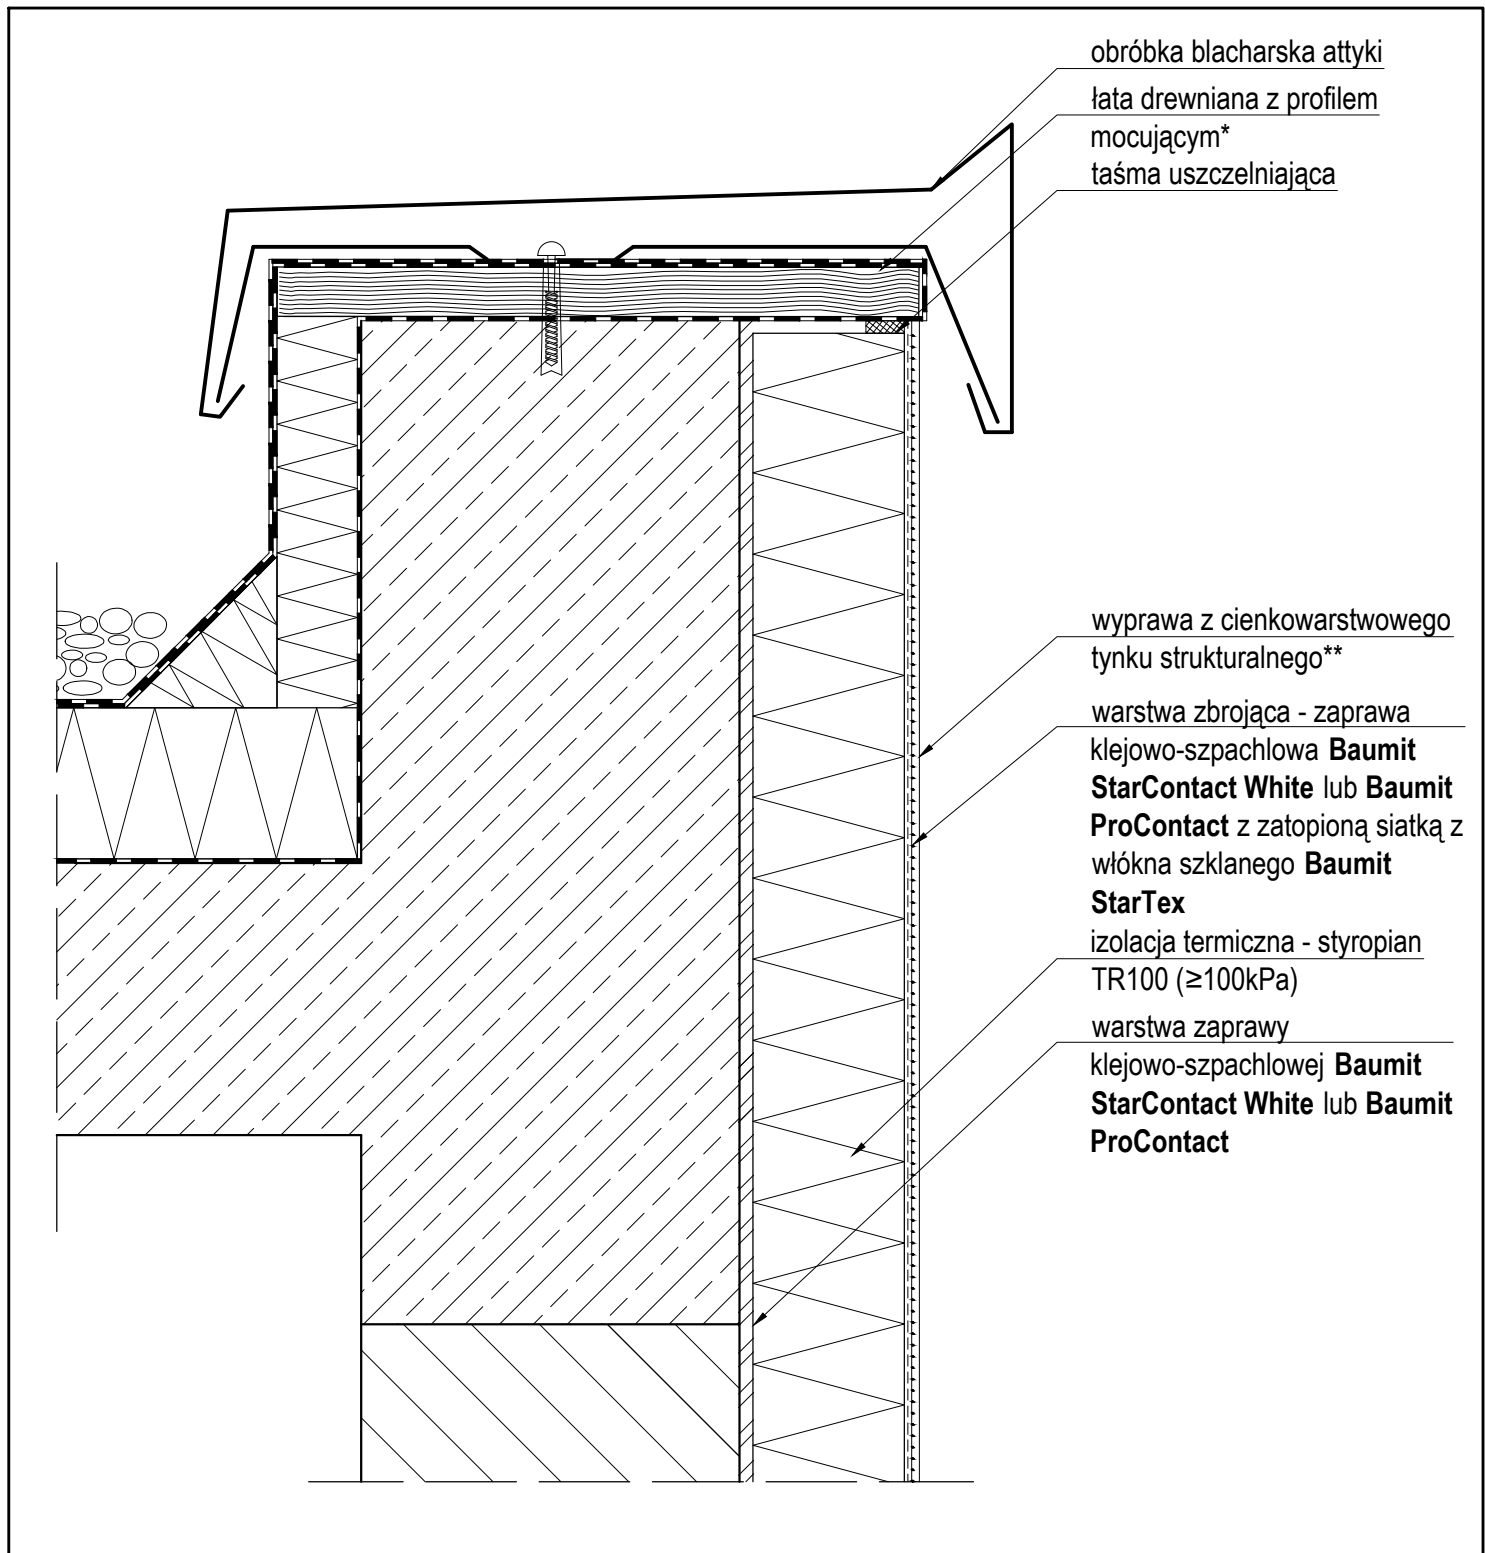 obróbka blacharska attyki
łata drewniana z profilem
mocującym*
taśma uszczelniająca
wyprawa z cienkowarstwowego
tynku strukturalnego**
warstwa zbrojąca - zaprawa
klejowo-szpachlowa Baumit
StarContact White lub Baumit
ProContact z zatopioną siatką z
włókna szklanego Baumit
StarTex
izolacja termiczna - styropian
TR100 (≥100kPa)
warstwa zaprawy
klejowo-szpachlowej Baumit
StarContact White lub Baumit
ProContact